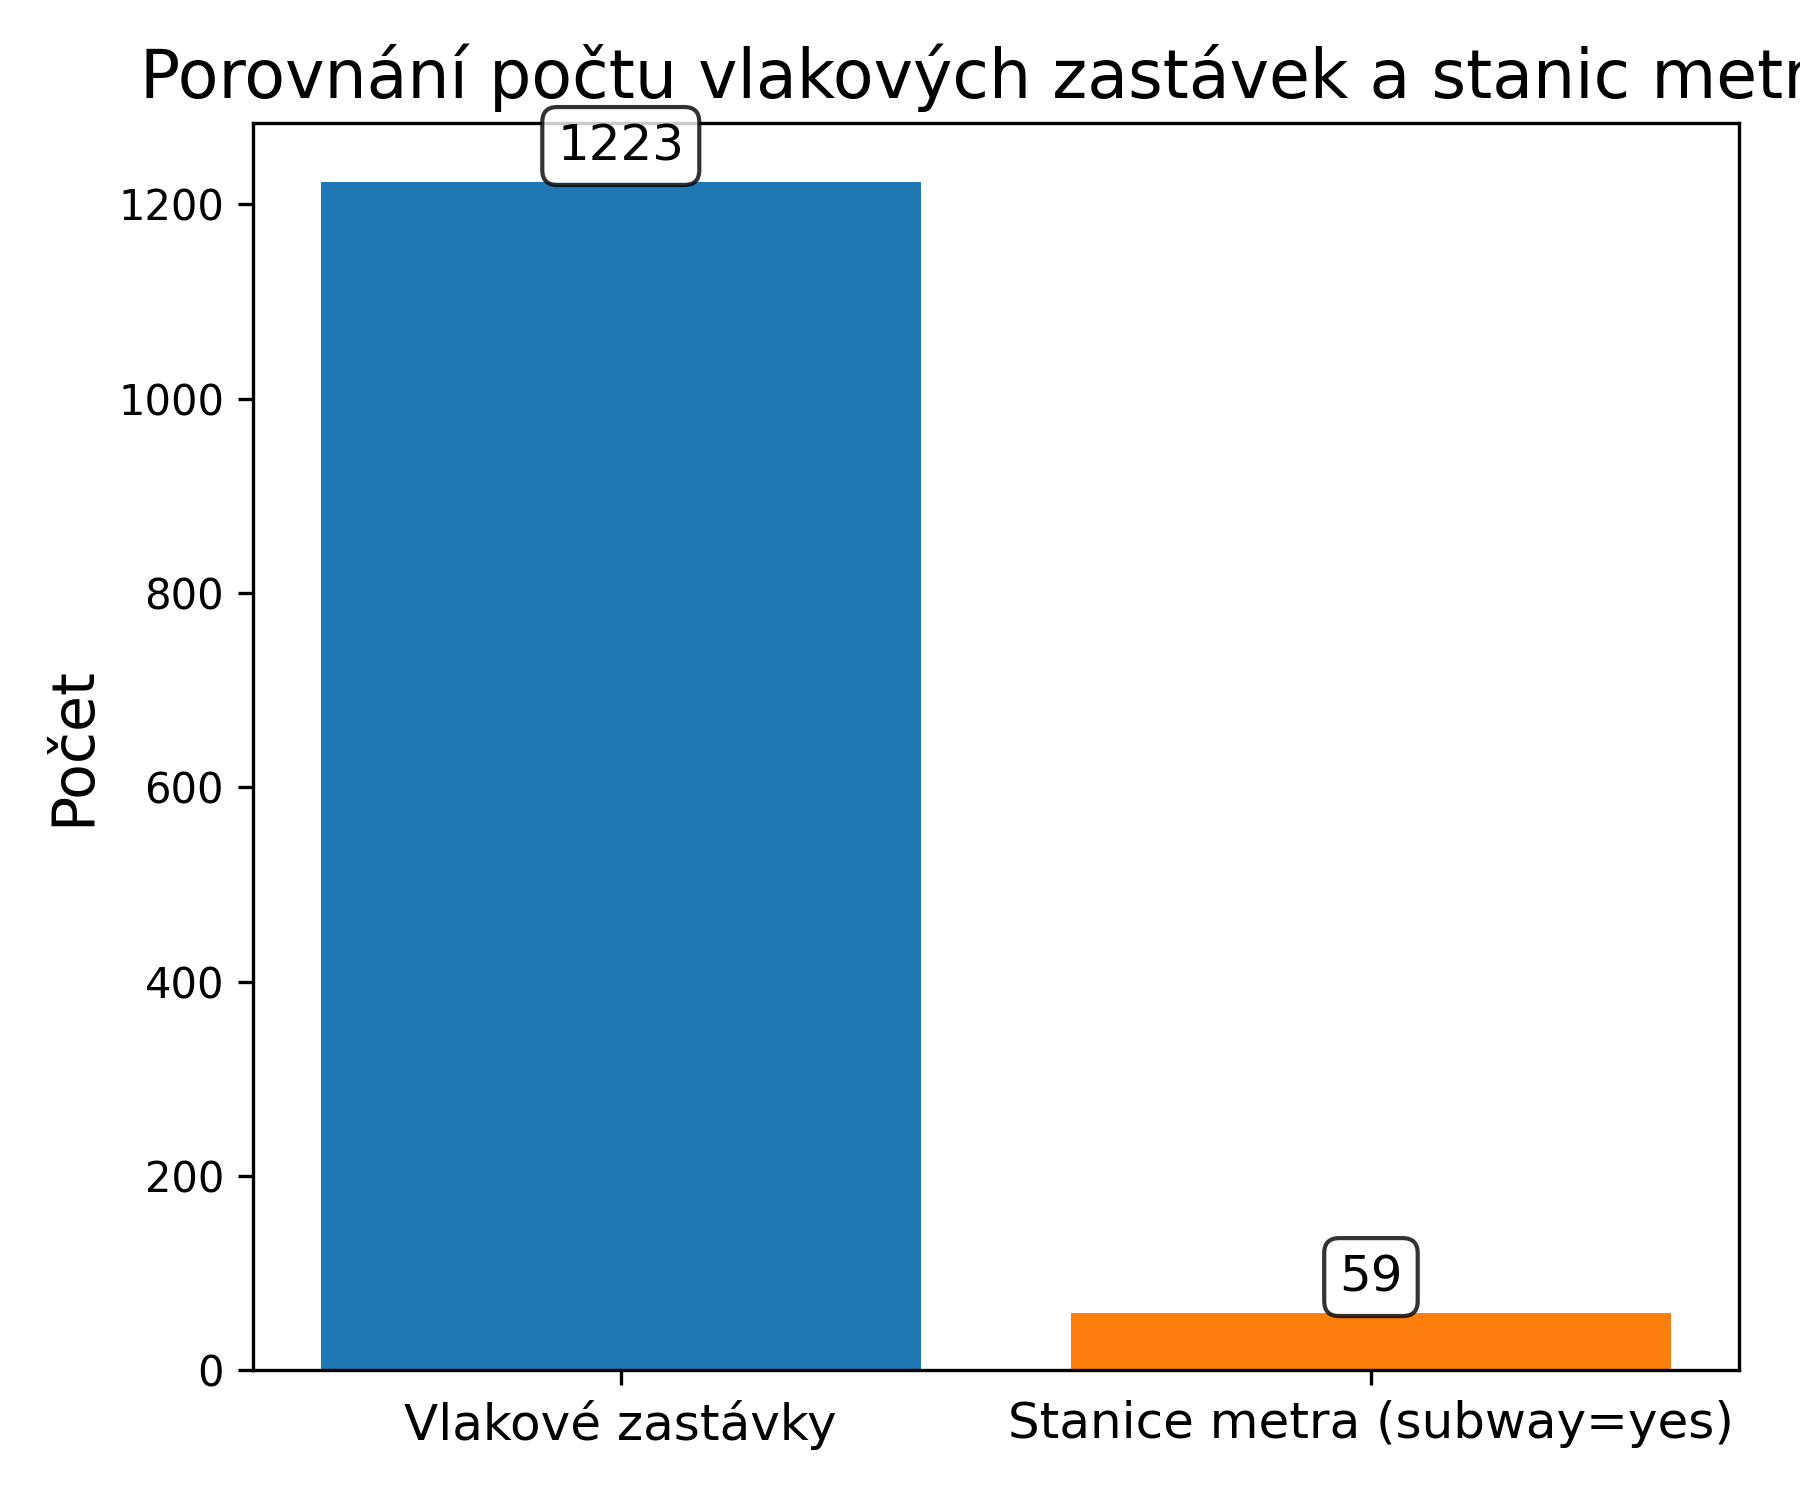 Porovnání počtu vlakových zastávek a stanic
1223
1200
1000
800
600
400
200
0
Počet
59
Vlakové zastávky
Stanice metra (subway=yes)